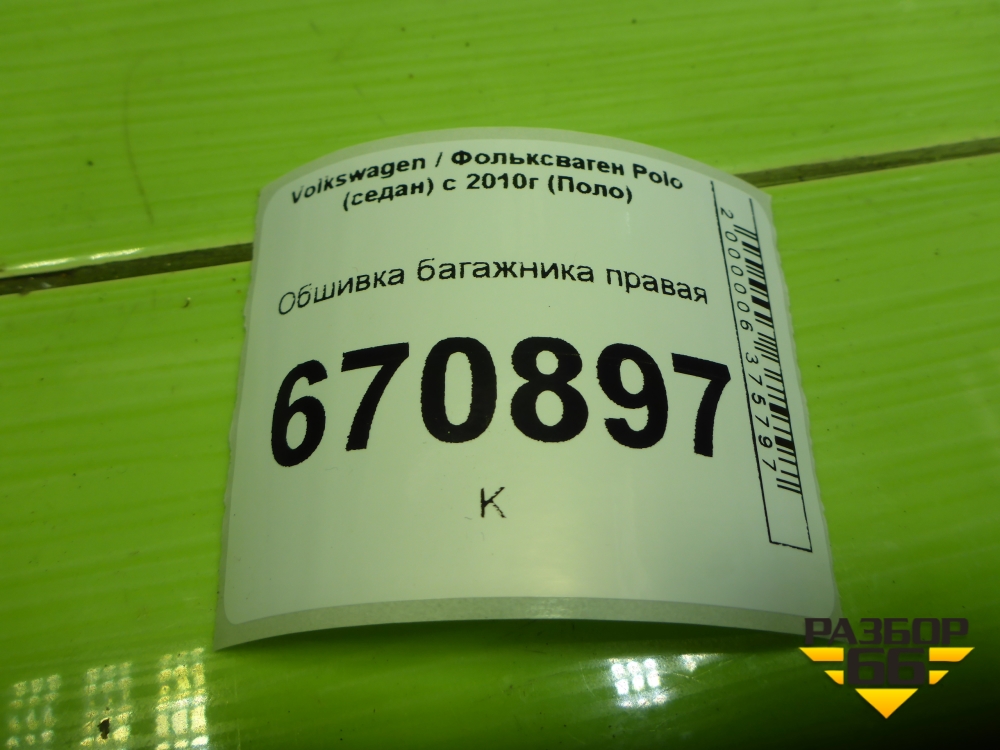 Volkswagen / Фольксваген Polo
(седан) с 2010г (Поло)
Обшивка багажника правая
670897
К
2000006375797
РАЗБОР
66